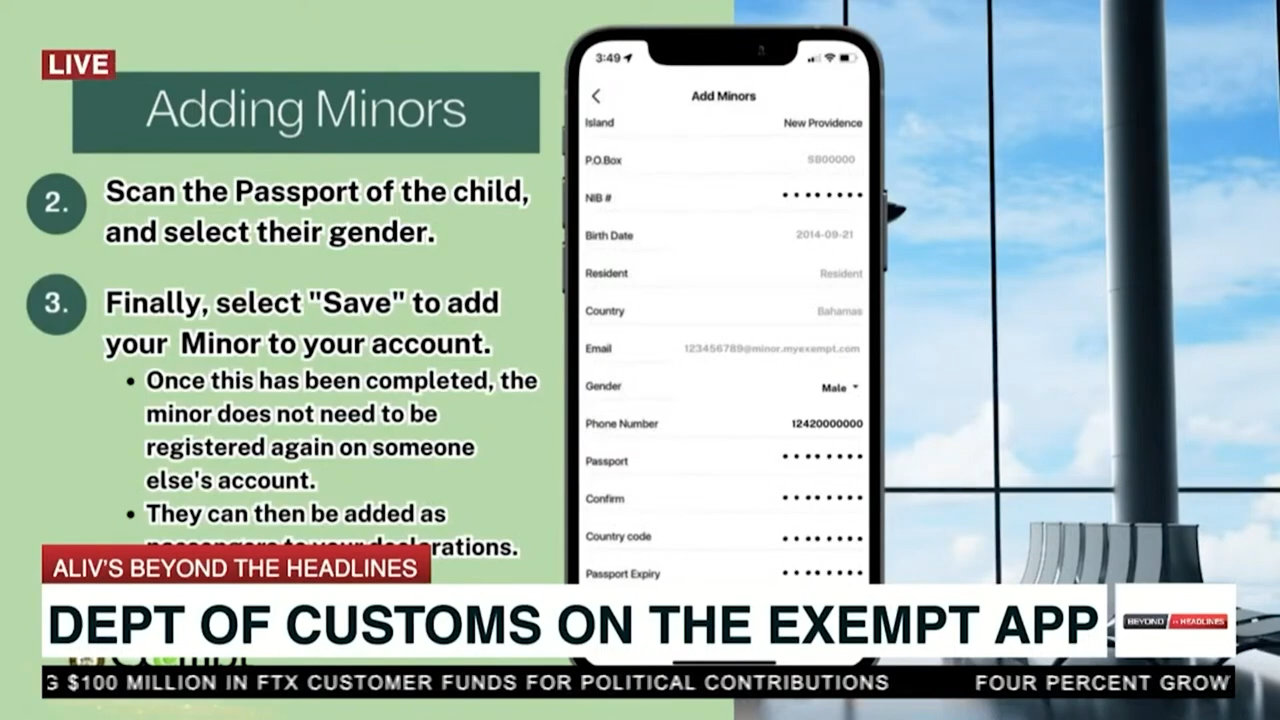 LIVE
Adding Minors
2.
Scan the Passport of the child,
and select their gender.
3.
Finally, select "Save" to add
your Minor to your account.
• Once this has been completed, the
minor does not need to be
registered again on someone
else's account.
• They can then be added as
passengers to your declarations.
3:49
Add Minors
Island New Providence
P.O.Box SB00000
NIB # ••••••••
Birth Date 2014-09-21
Resident Resident
Country Bahamas
Email 123456789@minor.myexempt.com
Gender Male
Phone Number 12420000000
Passport ••••••••
Confirm ••••••••
Country code ••••••••
Passport Expiry ••••••••
ALIV'S BEYOND THE HEADLINES
DEPT OF CUSTOMS ON THE EXEMPT APP
BEYOND THE HEADLINES
G $100 MILLION IN FTX CUSTOMER FUNDS FOR POLITICAL CONTRIBUTIONS FOUR PERCENT GROW